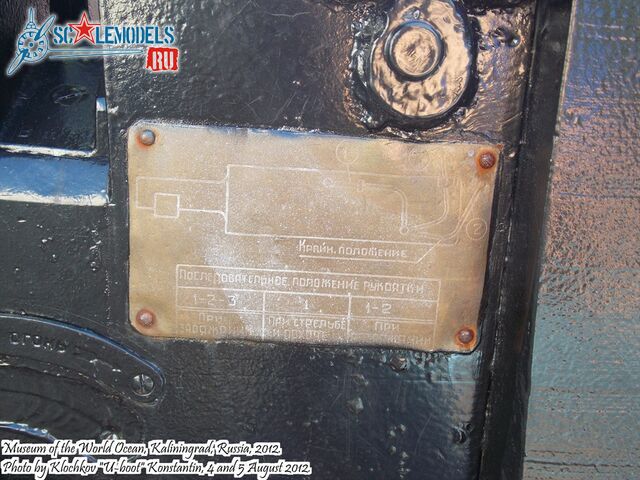 SCALEMODELS
.RU
КРАЙН. ПОЛОЖЕНИЕ
ПОСЛЕДОВАТЕЛЬНОЕ ПОЛОЖЕНИЕ РУКОЯТКИ
1-2-3 1 1-2
ПРИ ПРИ СТРЕЛЬБЕ ПРИ
Museum of the World Ocean, Kaliningrad, Russia, 2012.
Photo by Klochkov "U-boot" Konstantin, 4 and 5 August 2012.